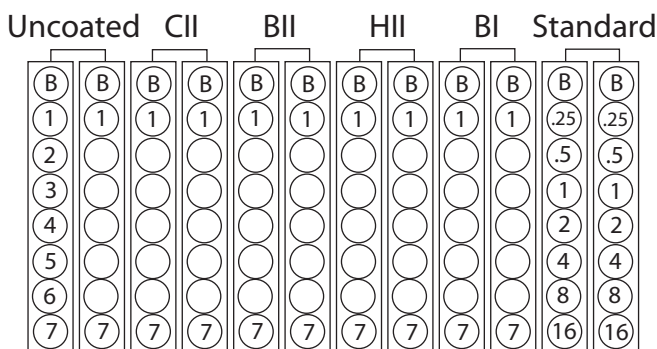 Uncoated CII BII HII BI Standard
B B B B B B B B B B B B
1 1 1 1 1 1 1 1 1 1 .25 .25
2 .5 .5
3 1 1
4 2 2
5 4 4
6 8 8
7 7 7 7 7 7 7 7 7 7 16 16